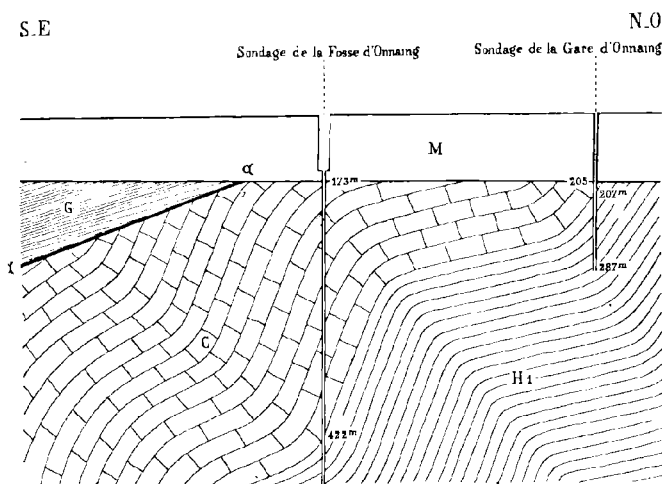 S.E
N.O
Sondage de la Fosse d'Onnaing
Sondage de la Gare d'Onnaing
M
α
173m
205
207m
G
287m
C
H1
422m